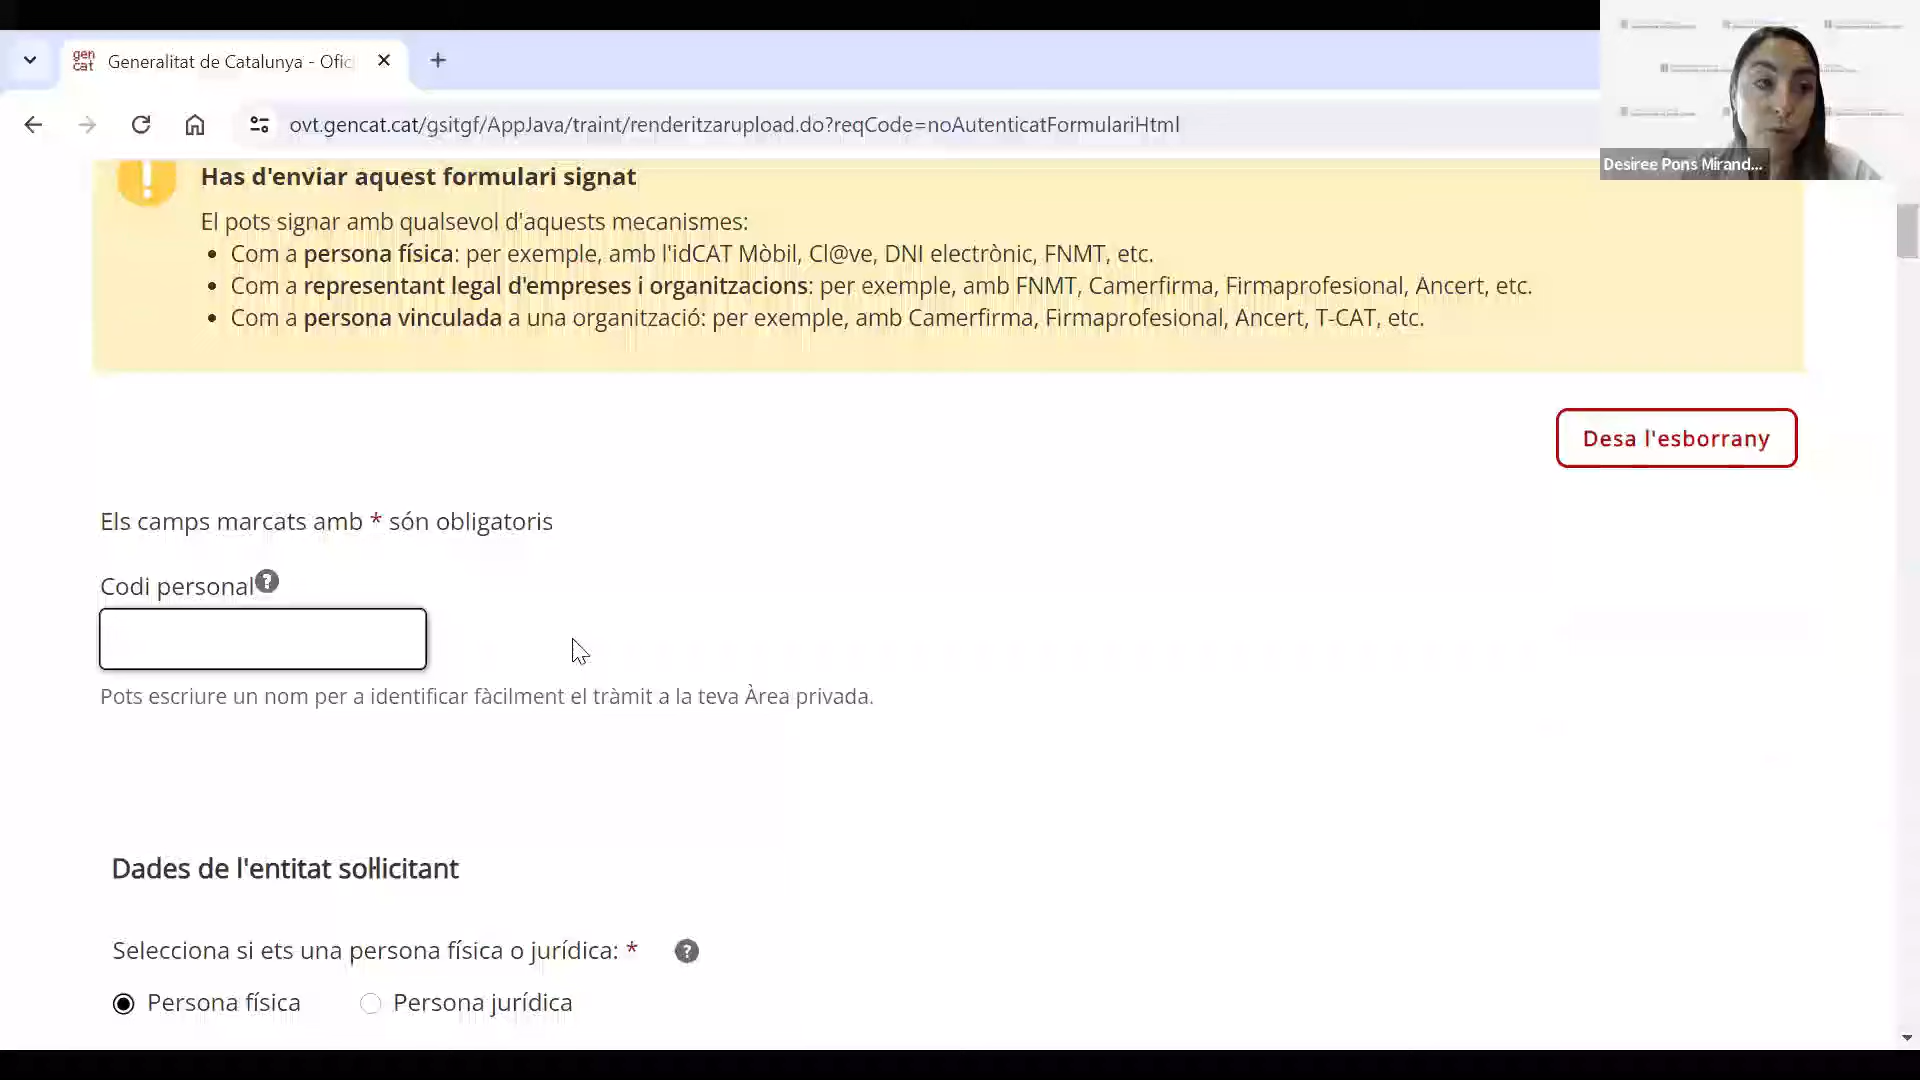 gen
cat
Generalitat de Catalunya - Ofic
ovt.gencat.cat/gsitgf/AppJava/traint/renderitzarupload.do?reqCode=noAutenticatFormulariHtml
Desiree Pons Mirand...
Has d'enviar aquest formulari signat
El pots signar amb qualsevol d'aquests mecanismes:
• Com a persona física: per exemple, amb l'idCAT Mòbil, Cl@ve, DNI electrònic, FNMT, etc.
• Com a representant legal d'empreses i organitzacions: per exemple, amb FNMT, Camerfirma, Firmaprofesional, Ancert, etc.
• Com a persona vinculada a una organització: per exemple, amb Camerfirma, Firmaprofesional, Ancert, T-CAT, etc.
Desa l'esborrany
Els camps marcats amb * són obligatoris
Codi personal
Pots escriure un nom per a identificar fàcilment el tràmit a la teva Àrea privada.
Dades de l'entitat sol·licitant
Selecciona si ets una persona física o jurídica: *
Persona física
Persona jurídica